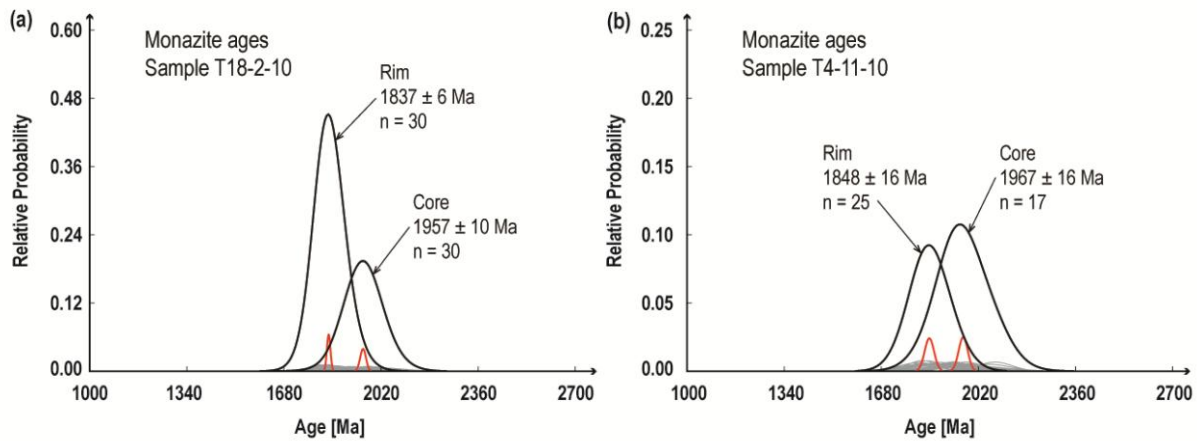 (a)
Monazite ages
Sample T18-2-10
Rim
1837 ± 6 Ma
n = 30
Core
1957 ± 10 Ma
n = 30
Relative Probability
0.60
0.48
0.36
0.24
0.12
0.00
1000
1340
1680
2020
2360
2700
Age [Ma]
(b)
Monazite ages
Sample T4-11-10
Rim
1848 ± 16 Ma
n = 25
Core
1967 ± 16 Ma
n = 17
Relative Probability
0.25
0.20
0.15
0.10
0.05
0.00
1000
1340
1680
2020
2360
2700
Age [Ma]